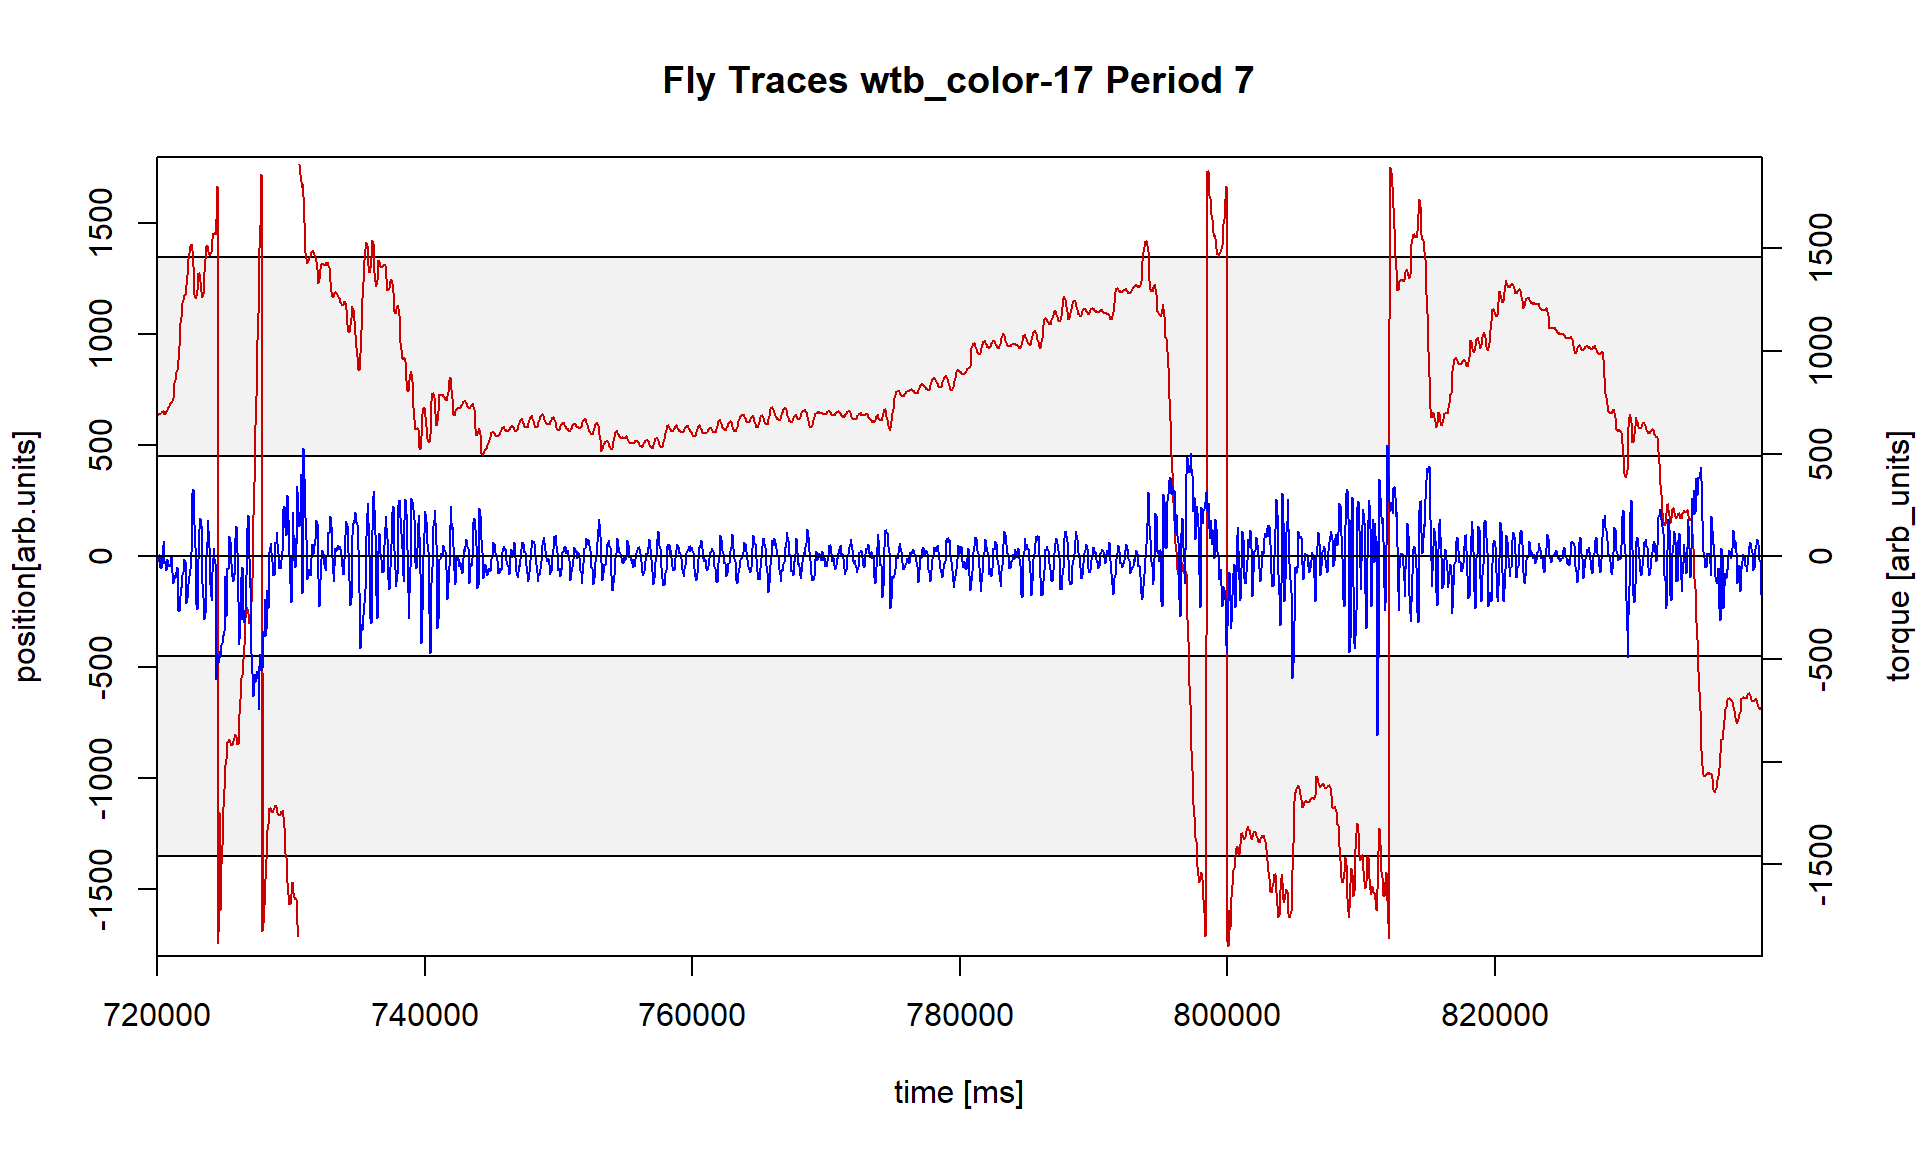 Fly Traces wtb_color-17 Period 7
position[arb.units]
1500
1000
500
0
-500
-1000
-1500
1500
1000
500
0
-500
-1500
torque [arb_units]
720000 740000 760000 780000 800000 820000
time [ms]